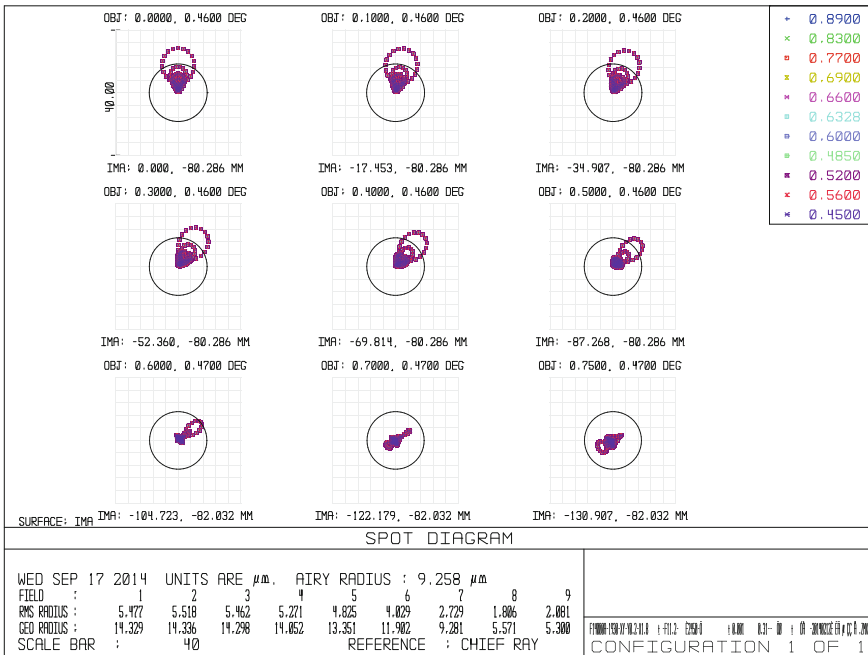 OBJ: 0.0000, 0.4600 DEG
OBJ: 0.1000, 0.4600 DEG
OBJ: 0.2000, 0.4600 DEG
40.00
IMA: 0.000, -80.286 MM
IMA: -17.453, -80.286 MM
IMA: -34.907, -80.286 MM
OBJ: 0.3000, 0.4600 DEG
OBJ: 0.4000, 0.4600 DEG
OBJ: 0.5000, 0.4600 DEG
IMA: -52.360, -80.286 MM
IMA: -69.814, -80.286 MM
IMA: -87.268, -80.286 MM
OBJ: 0.6000, 0.4700 DEG
OBJ: 0.7000, 0.4700 DEG
OBJ: 0.7500, 0.4700 DEG
IMA: -104.723, -82.032 MM
IMA: -122.179, -82.032 MM
IMA: -130.907, -82.032 MM
0.8900
0.8300
0.7700
0.6900
0.6600
0.6328
0.6000
0.4850
0.5200
0.5600
0.4500
SURFACE: IMA
SPOT DIAGRAM
WED SEP 17 2014 UNITS ARE µm. AIRY RADIUS : 9.258 µm
FIELD : 1 2 3 4 5 6 7 8 9
RMS RADIUS : 5.477 5.518 5.462 5.271 4.825 4.029 2.729 1.806 2.081
GEO RADIUS : 14.329 14.336 14.298 14.052 13.351 11.902 9.281 5.571 5.300
SCALE BAR : 40 REFERENCE : CHIEF RAY
CONFIGURATION 1 OF 1